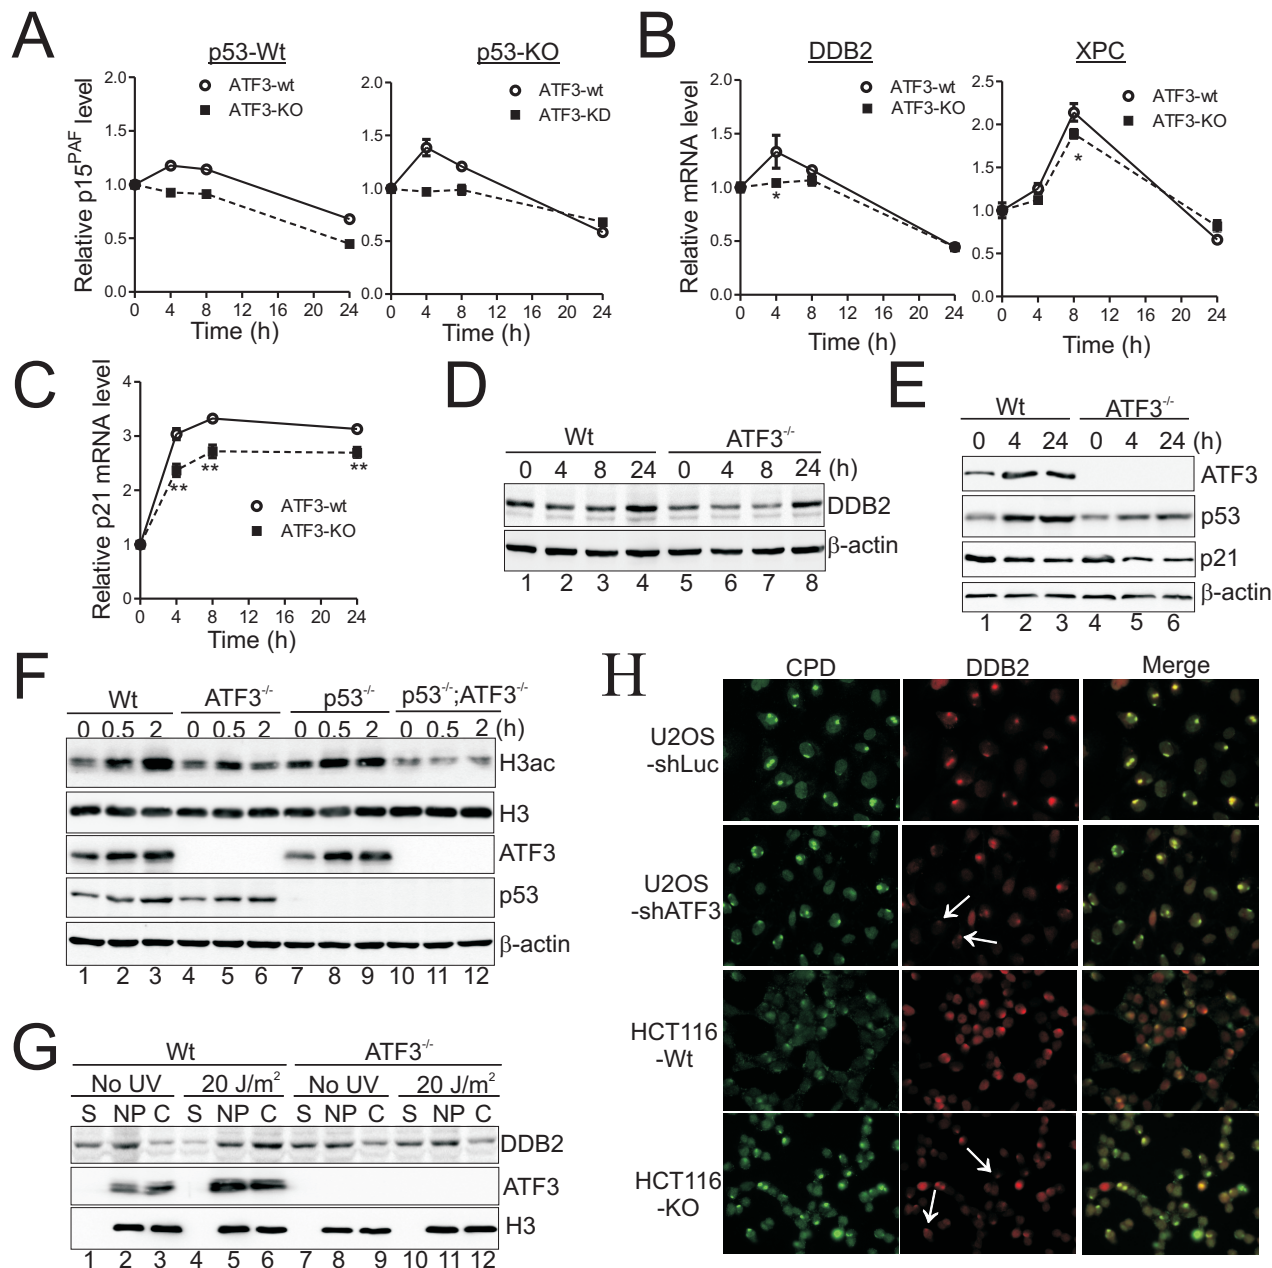 A
p53-Wt
p53-KO
Relative p15PAF level
2.0
1.5
1.0
0.5
0.0
ATF3-wt
ATF3-KO
0 4 8 12 16 20 24
Time (h)
2.0
1.5
1.0
0.5
0.0
ATF3-wt
ATF3-KD
0 4 8 12 16 20 24
Time (h)
B
DDB2
XPC
Relative mRNA level
2.0
1.5
1.0
0.5
0.0
ATF3-wt
ATF3-KO
*
0 4 8 12 16 20 24
Time (h)
2.5
2.0
1.5
1.0
0.5
0.0
ATF3-wt
ATF3-KO
*
0 4 8 12 16 20 24
Time (h)
C
Relative p21 mRNA level
4
3
2
1
0
** ** **
ATF3-wt
ATF3-KO
0 4 8 12 16 20 24
Time (h)
D
Wt ATF3-/-
0 4 8 24 0 4 8 24 (h)
DDB2
β-actin
1 2 3 4 5 6 7 8
E
Wt ATF3-/-
0 4 24 0 4 24 (h)
ATF3
p53
p21
β-actin
1 2 3 4 5 6
F
Wt ATF3-/- p53-/- p53-/-;ATF3-/-
0 0.5 2 0 0.5 2 0 0.5 2 0 0.5 2 (h)
H3ac
H3
ATF3
p53
β-actin
1 2 3 4 5 6 7 8 9 10 11 12
G
Wt ATF3-/-
No UV 20 J/m2 No UV 20 J/m2
S NP C S NP C S NP C S NP C
DDB2
ATF3
H3
1 2 3 4 5 6 7 8 9 10 11 12
H
CPD DDB2 Merge
U2OS
-shLuc
U2OS
-shATF3
HCT116
-Wt
HCT116
-KO